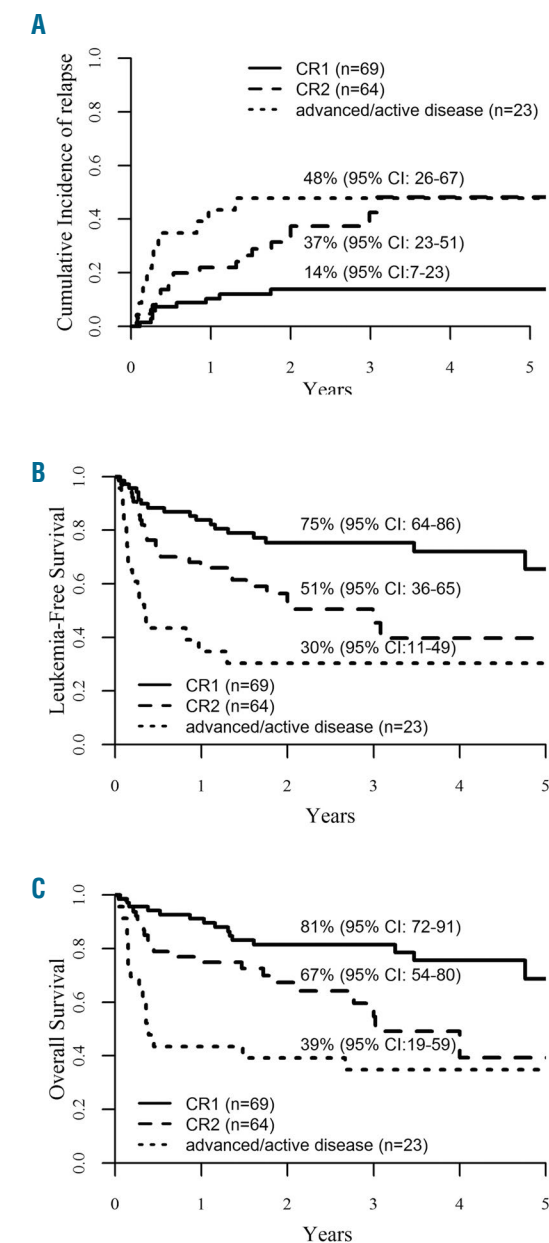 A
Cumulative Incidence of relapse
1.0
0.8
0.6
0.4
0.2
0.0
CR1 (n=69)
CR2 (n=64)
advanced/active disease (n=23)
48% (95% CI: 26-67)
37% (95% CI: 23-51)
14% (95% CI:7-23)
0 1 2 3 4 5
Years
B
Leukemia-Free Survival
1.0
0.8
0.6
0.4
0.2
0.0
75% (95% CI: 64-86)
51% (95% CI: 36-65)
30% (95% CI:11-49)
CR1 (n=69)
CR2 (n=64)
advanced/active disease (n=23)
0 1 2 3 4 5
Years
C
Overall Survival
1.0
0.8
0.6
0.4
0.2
0.0
81% (95% CI: 72-91)
67% (95% CI: 54-80)
39% (95% CI:19-59)
CR1 (n=69)
CR2 (n=64)
advanced/active disease (n=23)
0 1 2 3 4 5
Years